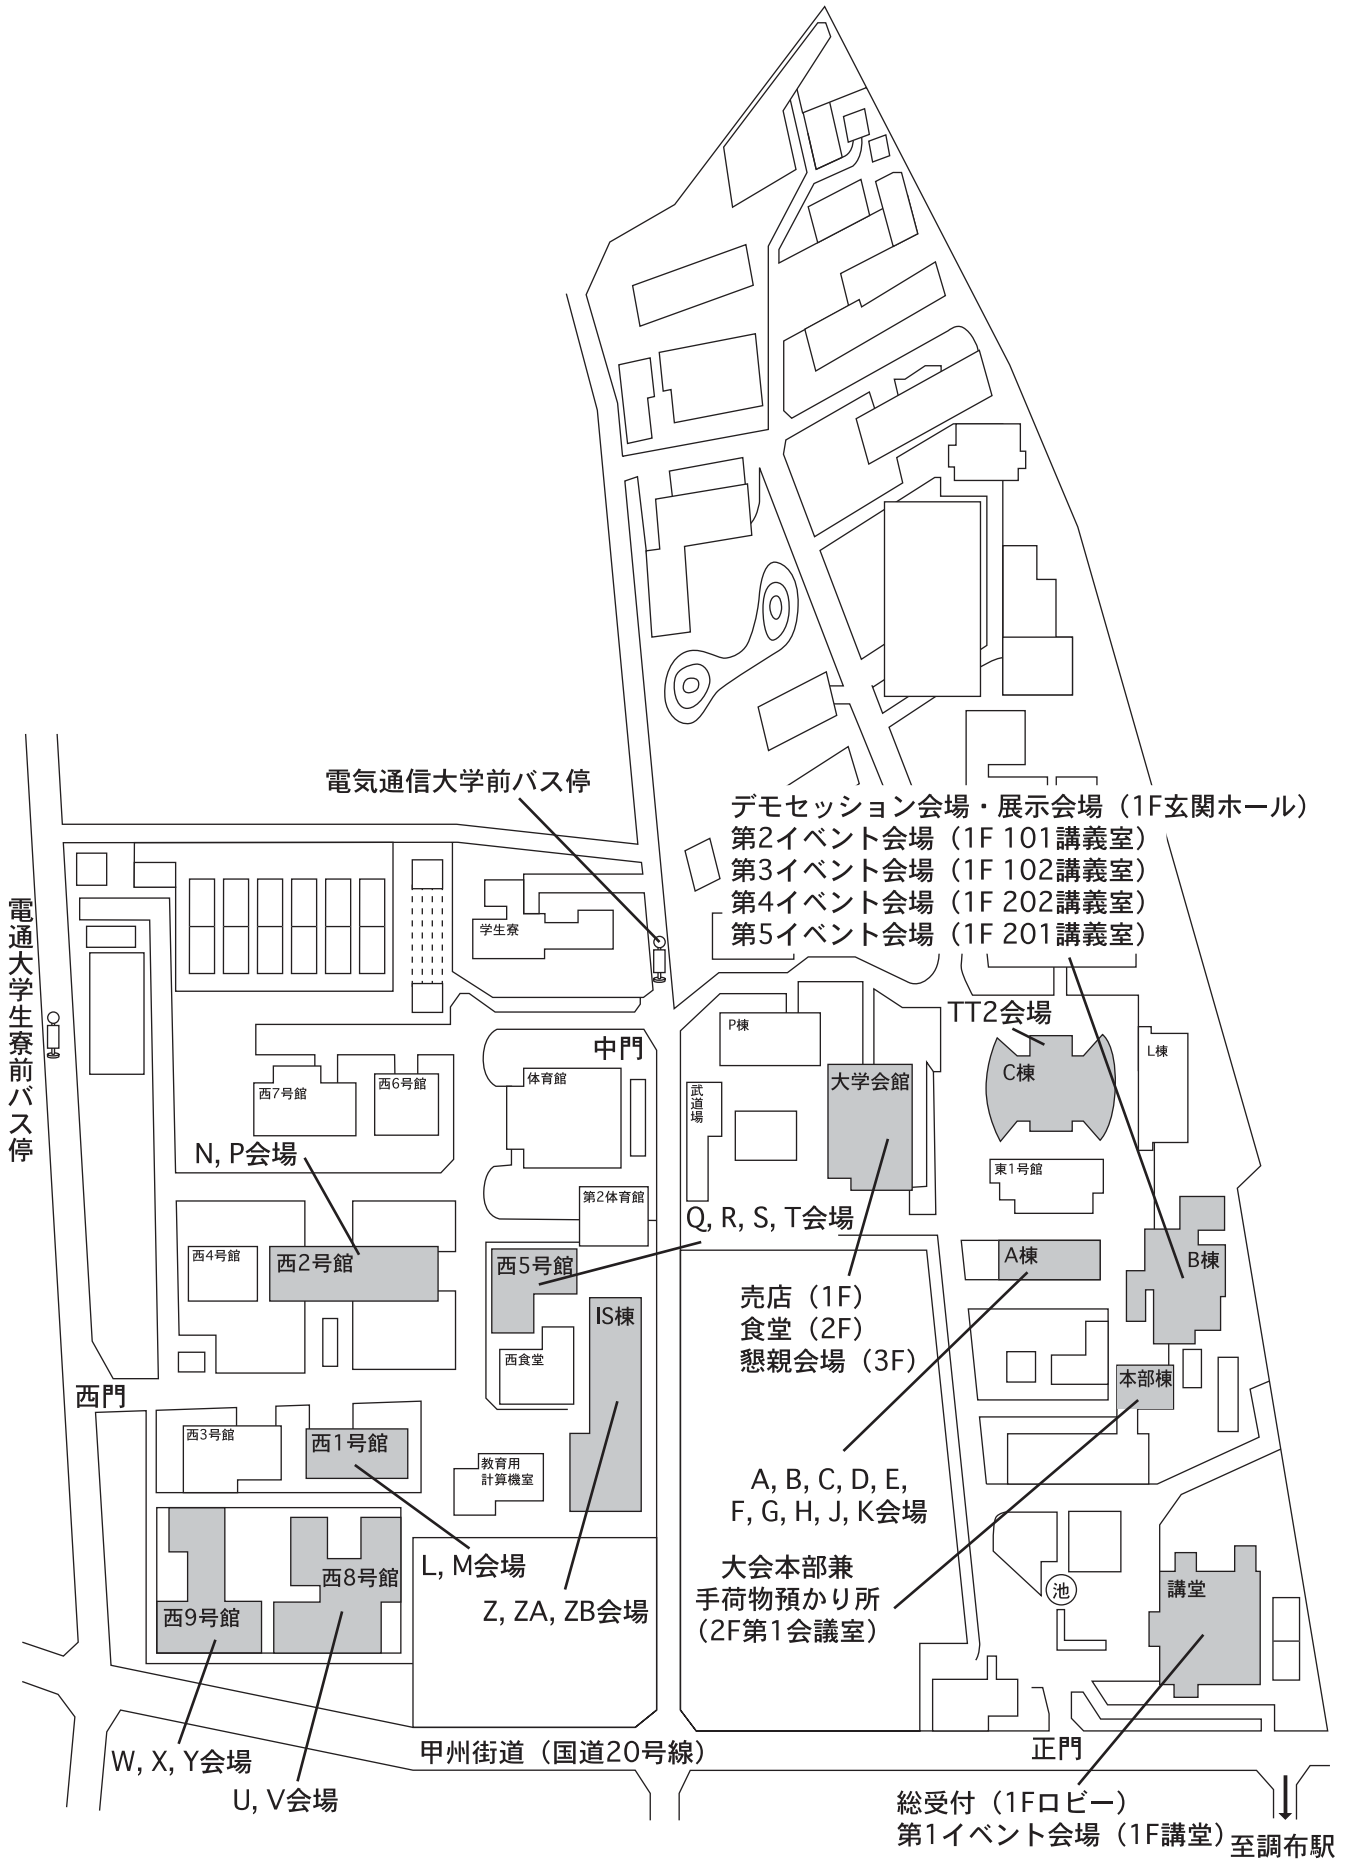 電気通信大学前バス停
デモセッション会場・展示会場（1F玄関ホール）
第2イベント会場（1F 101講義室）
第3イベント会場（1F 102講義室）
第4イベント会場（1F 202講義室）
第5イベント会場（1F 201講義室）
電通大学生寮前バス停
学生寮
TT2会場
P棟
中門
L棟
C棟
西7号館
西6号館
体育館
武道場
大学会館
東1号館
N, P会場
第2体育館
Q, R, S, T会場
西4号館
西2号館
西5号館
A棟
B棟
IS棟
売店（1F）
食堂（2F）
懇親会場（3F）
西食堂
本部棟
西門
西3号館
西1号館
教育用
計算機室
A, B, C, D, E,
F, G, H, J, K会場
L, M会場
大会本部兼
手荷物預かり所
（2F第1会議室）
西8号館
池
講堂
西9号館
Z, ZA, ZB会場
W, X, Y会場
甲州街道（国道20号線）
正門
U, V会場
総受付（1Fロビー）
第1イベント会場（1F講堂）
至調布駅